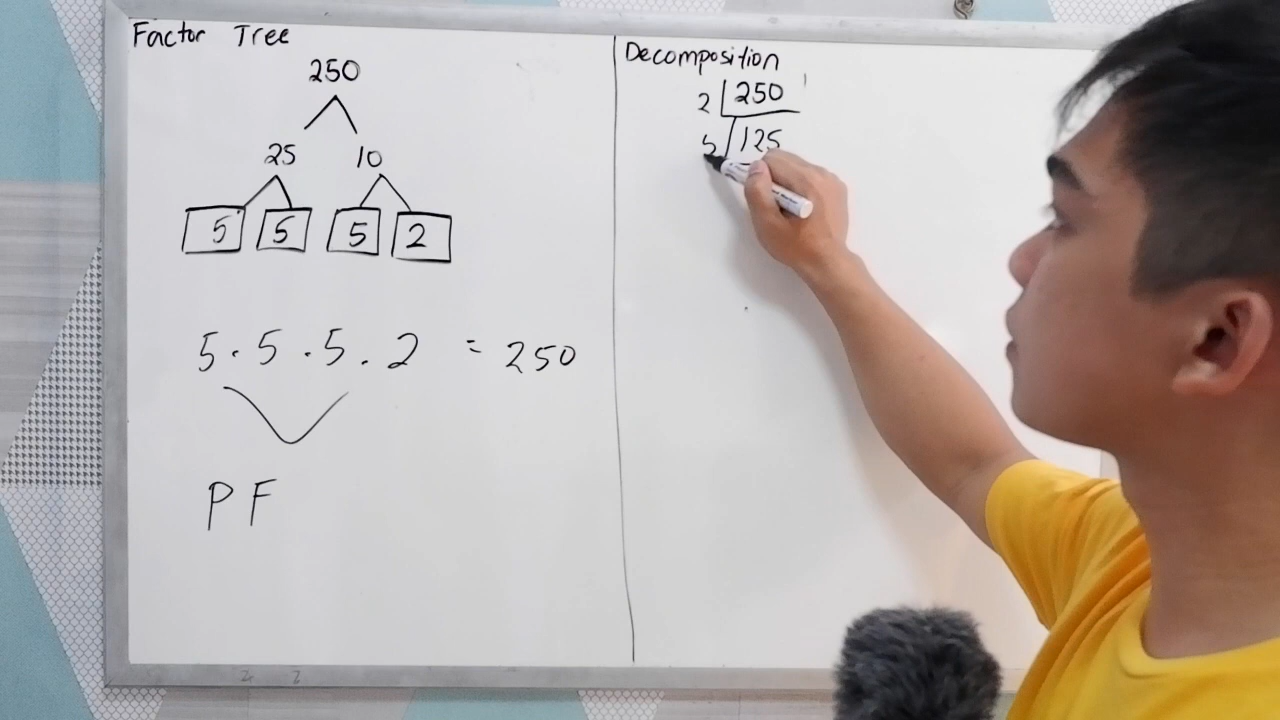 Factor Tree
250
25 10
5 5 5 2
5 . 5 . 5 . 2 = 250
PF
Decomposition
2 250
5 125